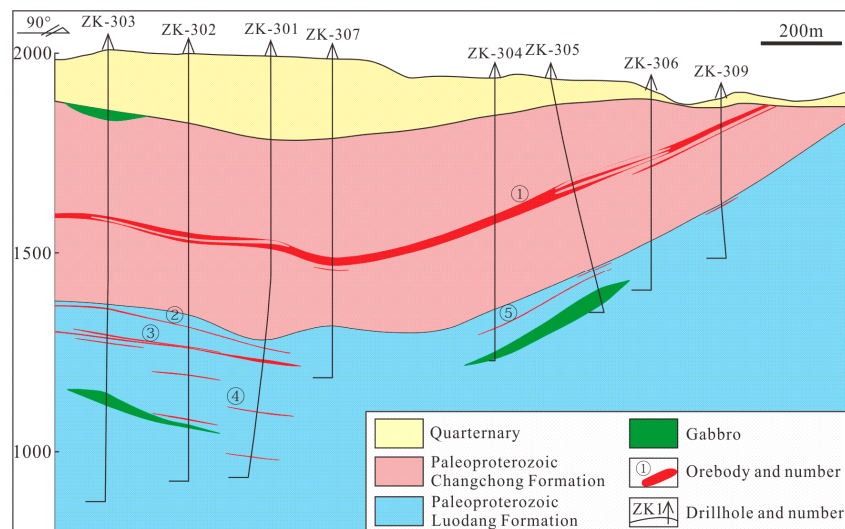 90°
ZK-303
ZK-302
ZK-301
ZK-307
ZK-304
ZK-305
ZK-306
ZK-309
200m
2000
1500
1000
①
②
③
④
⑤
Quarternary
Paleoproterozoic
Changchong Formation
Paleoproterozoic
Luodang Formation
Gabbro
① Orebody and number
ZK1 Drillhole and number